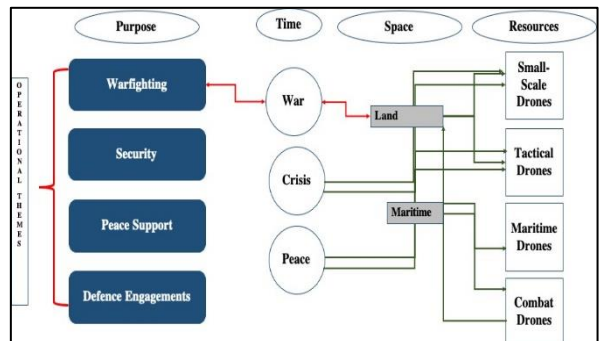 Purpose
Time
Space
Resources
OPERATIONAL THEMES
Warfighting
Security
Peace Support
Defence Engagements
War
Crisis
Peace
Land
Maritime
Small-
Scale
Drones
Tactical
Drones
Maritime
Drones
Combat
Drones